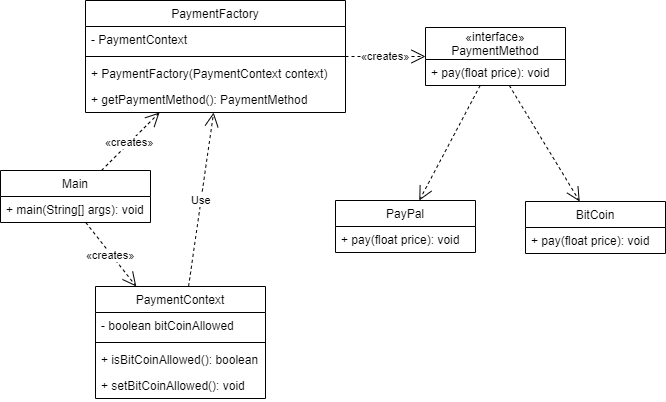 PaymentFactory
- PaymentContext
+ PaymentFactory(PaymentContext context)
+ getPaymentMethod(): PaymentMethod
«creates»
«interface»
PaymentMethod
+ pay(float price): void
«creates»
Main
+ main(String[] args): void
Use
PayPal
+ pay(float price): void
BitCoin
+ pay(float price): void
«creates»
PaymentContext
- boolean bitCoinAllowed
+ isBitCoinAllowed(): boolean
+ setBitCoinAllowed(): void